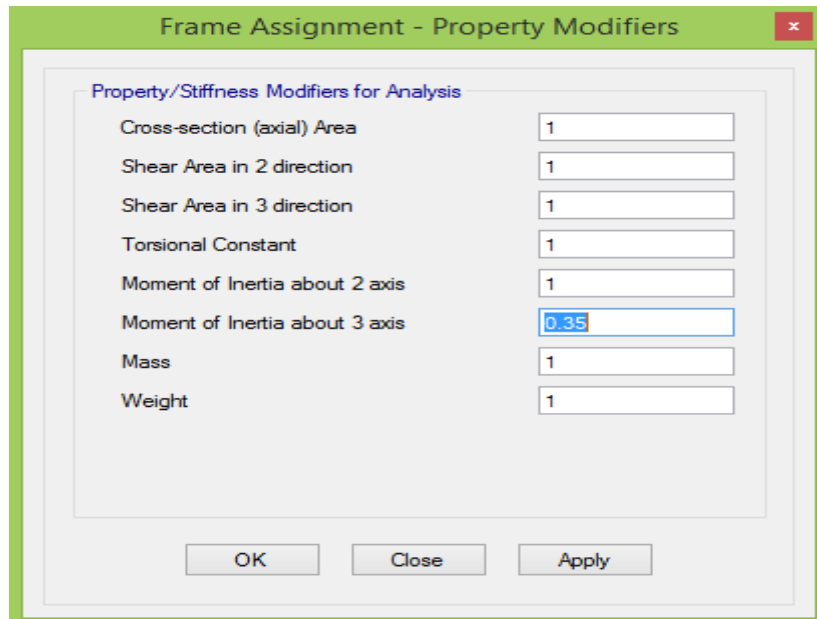 Frame Assignment - Property Modifiers
x
Property/Stiffness Modifiers for Analysis
Cross-section (axial) Area 1
Shear Area in 2 direction 1
Shear Area in 3 direction 1
Torsional Constant 1
Moment of Inertia about 2 axis 1
Moment of Inertia about 3 axis 0.35
Mass 1
Weight 1
OK Close Apply